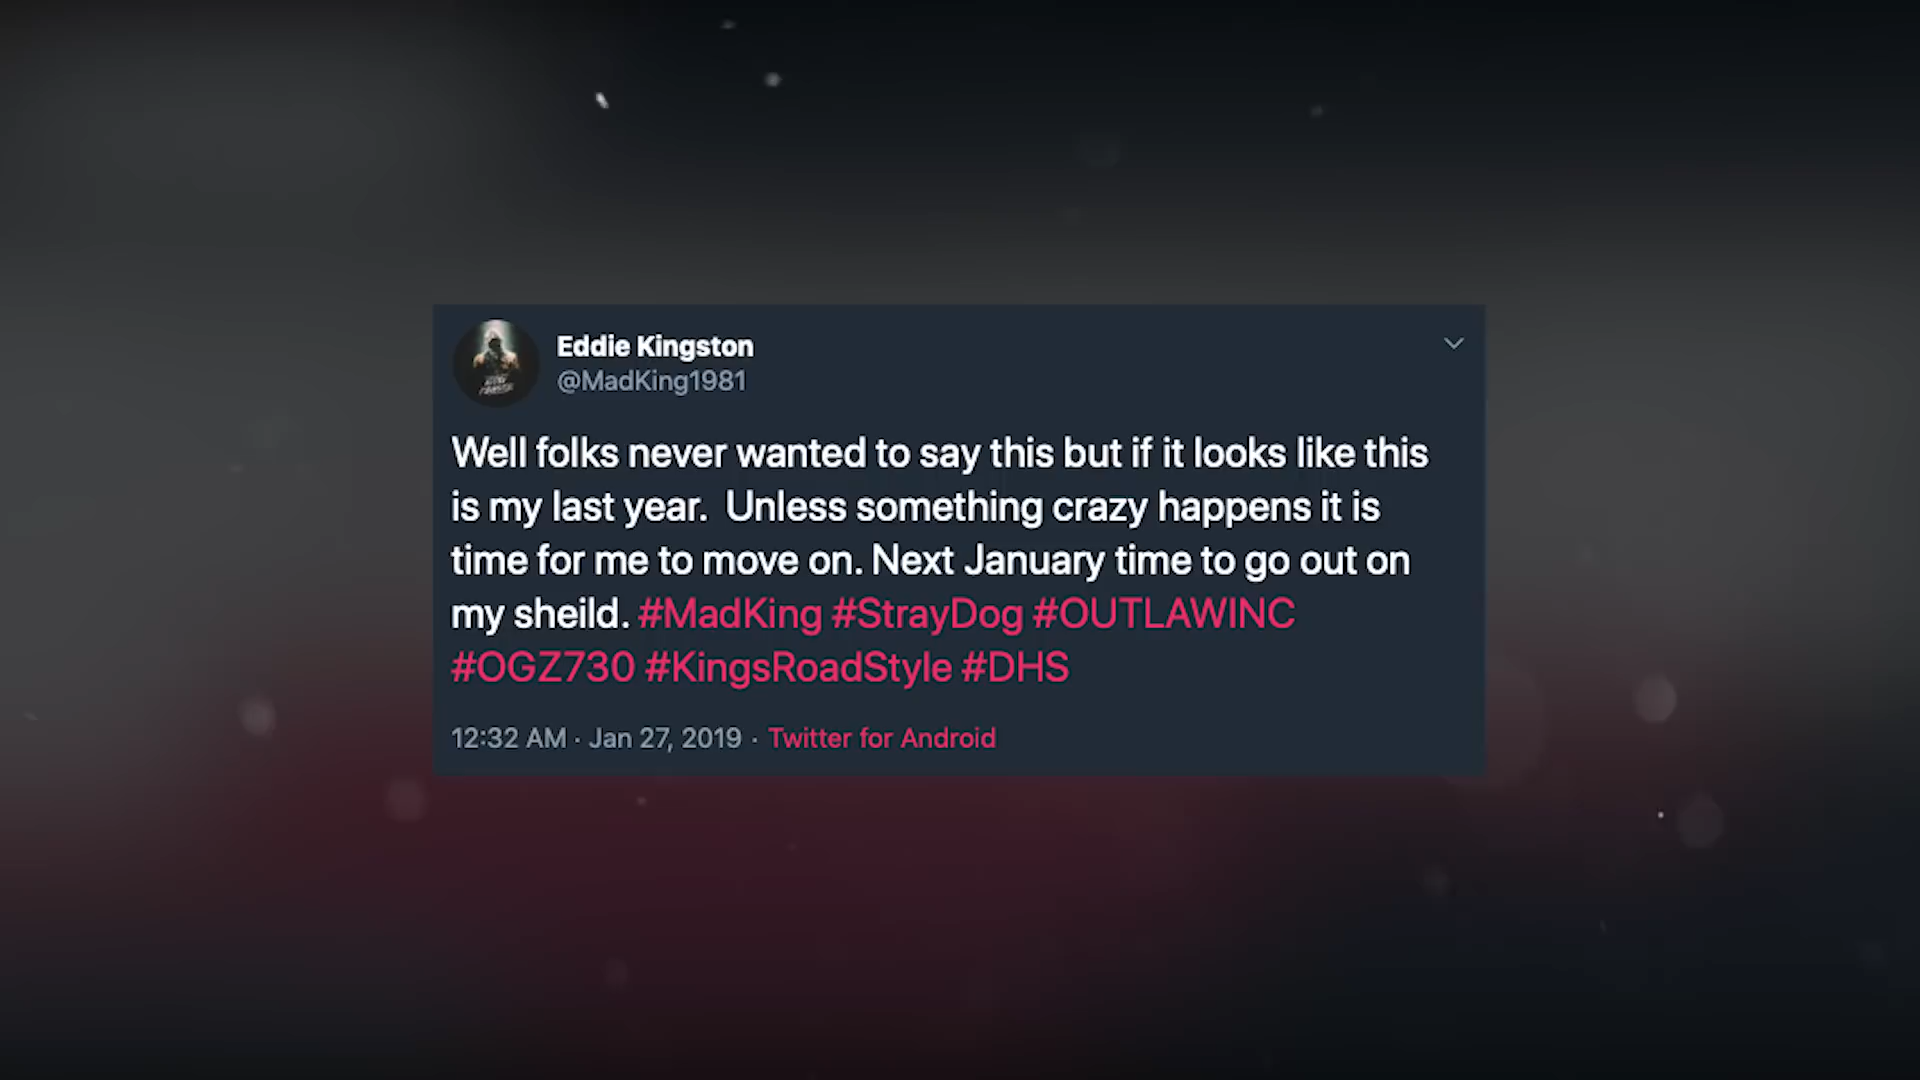 Eddie Kingston
@MadKing1981
Well folks never wanted to say this but if it looks like this
is my last year.  Unless something crazy happens it is
time for me to move on. Next January time to go out on
my sheild. #MadKing #StrayDog #OUTLAWINC
#OGZ730 #KingsRoadStyle #DHS
12:32 AM · Jan 27, 2019 · Twitter for Android